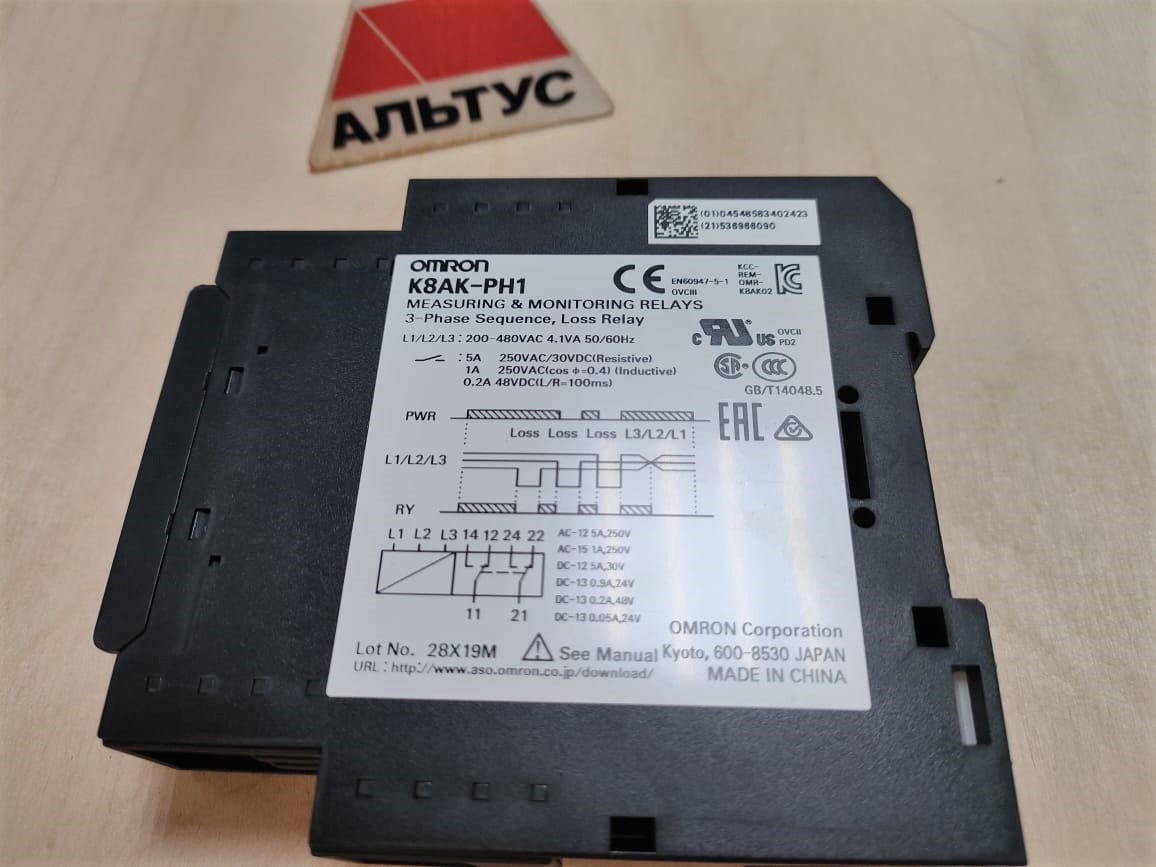 АЛЬТУС
(01)04548583402423
(21)536966090
OMRON
K8AK-PH1
MEASURING & MONITORING RELAYS
3-Phase Sequence, Loss Relay
CE
EN60947-5-1
OVCIII
KCC-
REM-
OMR-
K8AK02
L1/L2/L3 : 200-480VAC 4.1VA 50/60Hz
: 5A 250VAC/30VDC(Resistive)
1A 250VAC(cos ϕ=0.4) (Inductive)
0.2A 48VDC(L/R=100ms)
c RU US
OVCII
PD2
SA CCC
GB/T14048.5
EAC
PWR
Loss Loss Loss L3/L2/L1
L1/L2/L3
RY
L1 L2 L3 14 12 24 22
11 21
AC-12 5A,250V
AC-15 1A,250V
DC-12 5A,30V
DC-13 0.9A,24V
DC-13 0.2A,48V
DC-13 0.05A,24V
Lot No. 28X19M
See Manual
URL : http://www.aso.omron.co.jp/download/
OMRON Corporation
Kyoto, 600-8530 JAPAN
MADE IN CHINA